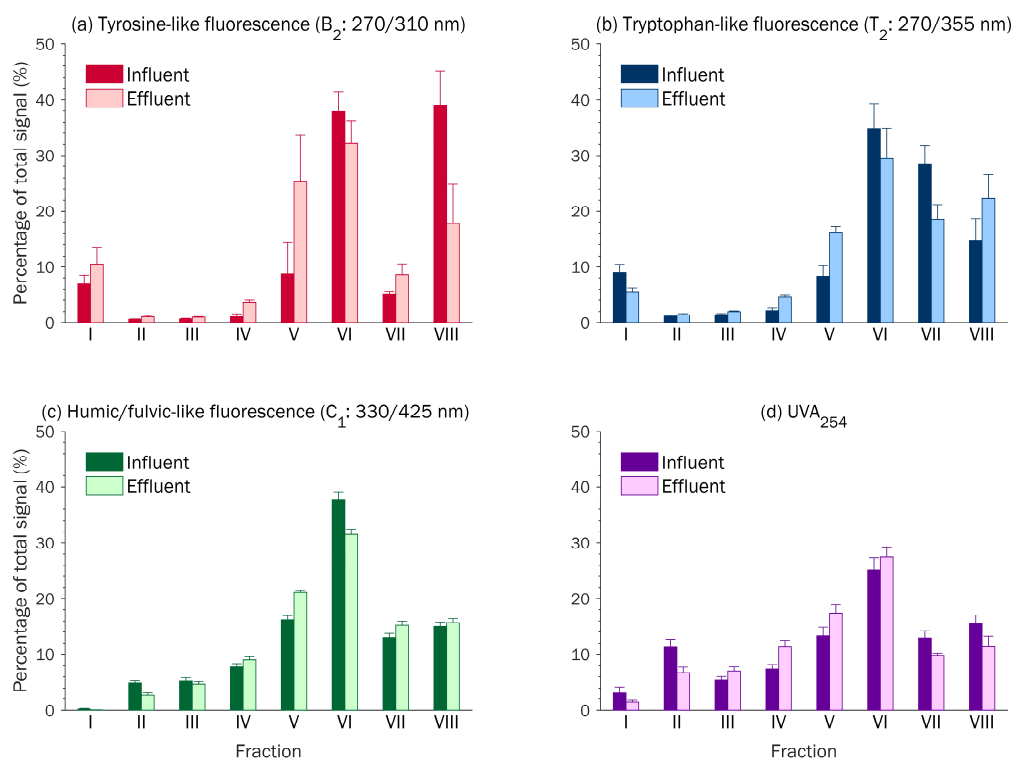 (a) Tyrosine-like fluorescence (B2: 270/310 nm)
Percentage of total signal (%)
50
40
30
20
10
0
Influent
Effluent
I II III IV V VI VII VIII
(b) Tryptophan-like fluorescence (T2: 270/355 nm)
50
40
30
20
10
0
Influent
Effluent
I II III IV V VI VII VIII
(c) Humic/fulvic-like fluorescence (C1: 330/425 nm)
Percentage of total signal (%)
50
40
30
20
10
0
Influent
Effluent
I II III IV V VI VII VIII
Fraction
(d) UVA254
50
40
30
20
10
0
Influent
Effluent
I II III IV V VI VII VIII
Fraction